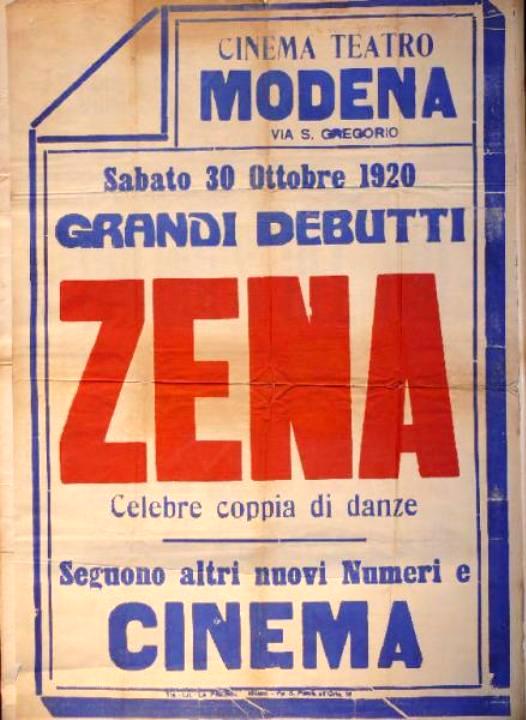 CINEMA TEATRO
MODENA
VIA S. GREGORIO
Sabato 30 Ottobre 1920
GRANDI DEBUTTI
ZENA
Celebre coppia di danze
Seguono altri nuovi Numeri e
CINEMA